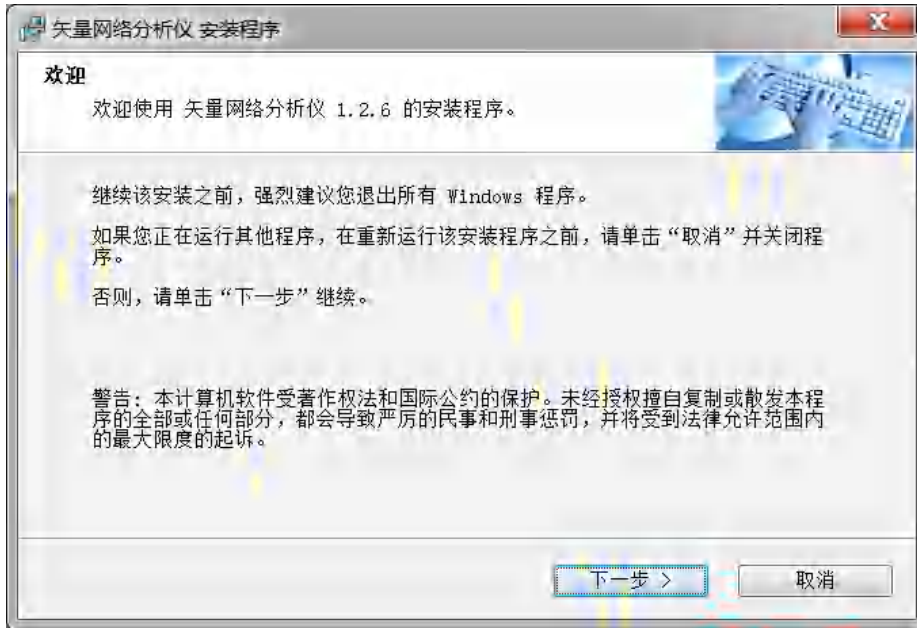 矢量网络分析仪 安装程序
欢迎
欢迎使用 矢量网络分析仪 1.2.6 的安装程序。
继续该安装之前，强烈建议您退出所有 Windows 程序。
如果您正在运行其他程序，在重新运行该安装程序之前，请单击“取消”并关闭程
序。
否则，请单击“下一步”继续。
警告：本计算机软件受著作权法和国际公约的保护。未经授权擅自复制或散发本程
序的全部或任何部分，都会导致严厉的民事和刑事惩罚，并将受到法律允许范围内
的最大限度的起诉。
下一步 > 取消